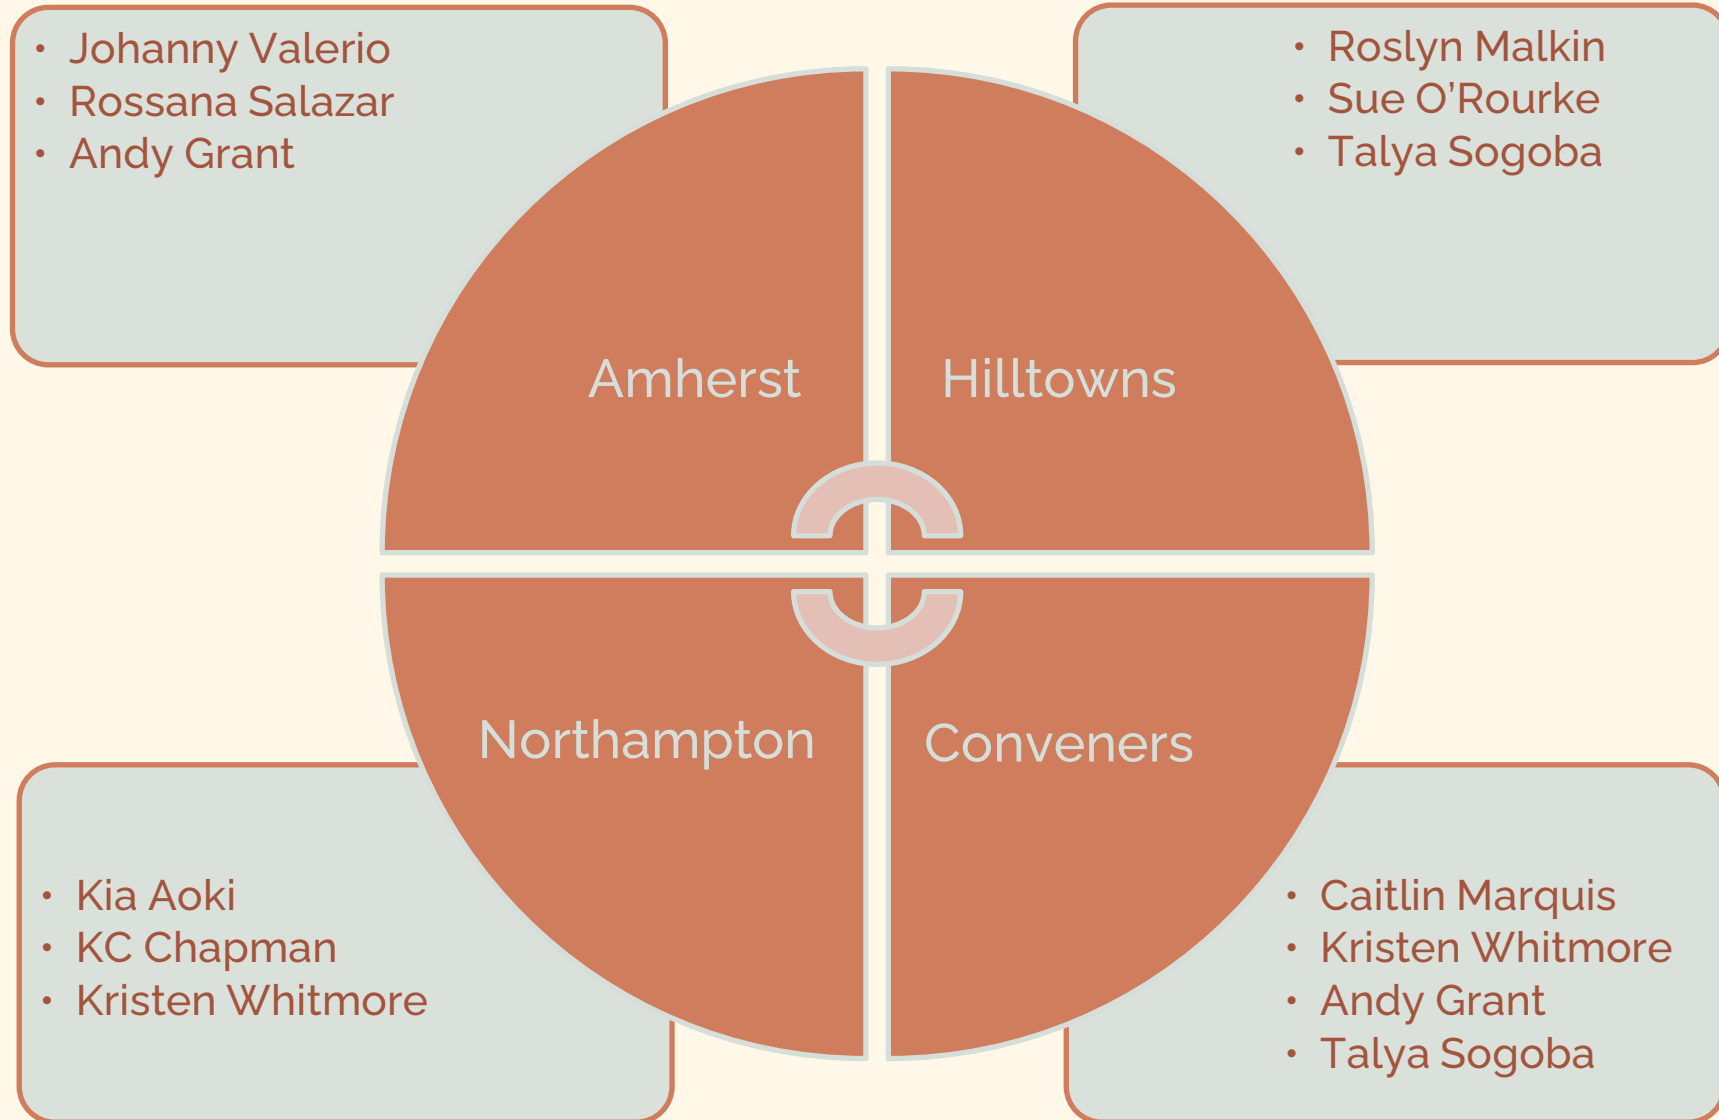 • Johanny Valerio
• Rossana Salazar
• Andy Grant
• Roslyn Malkin
• Sue O’Rourke
• Talya Sogoba
Amherst
Hilltowns
Northampton
Conveners
• Kia Aoki
• KC Chapman
• Kristen Whitmore
• Caitlin Marquis
• Kristen Whitmore
• Andy Grant
• Talya Sogoba